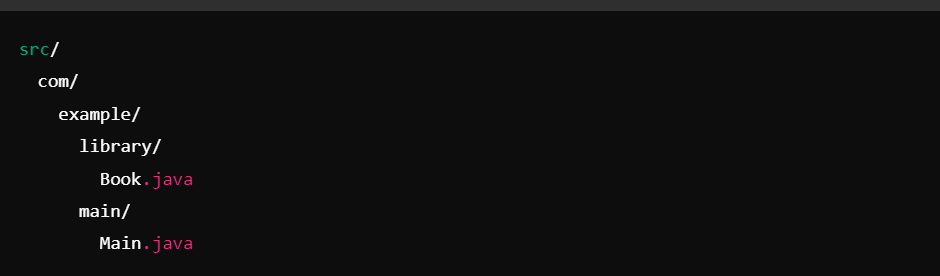 src/
com/
example/
library/
Book.java
main/
Main.java